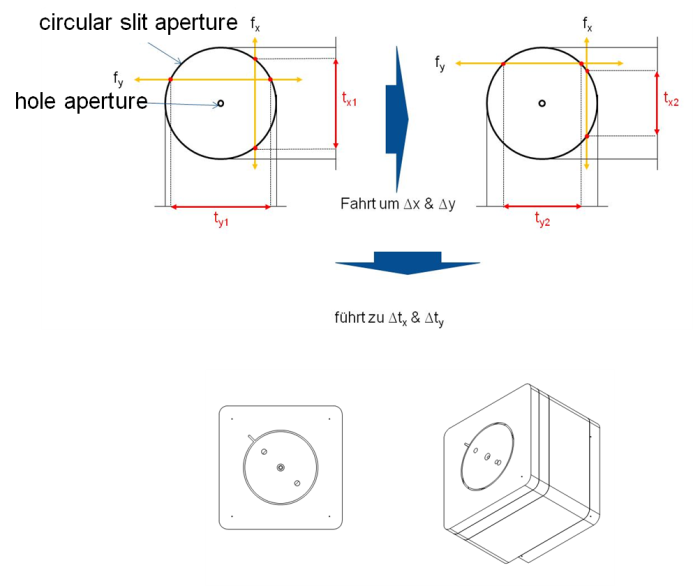 circular slit aperture
fx
fx
fy
fy
hole aperture
tx1
tx2
Fahrt um Δx & Δy
ty1
ty2
führt zu Δtx & Δty